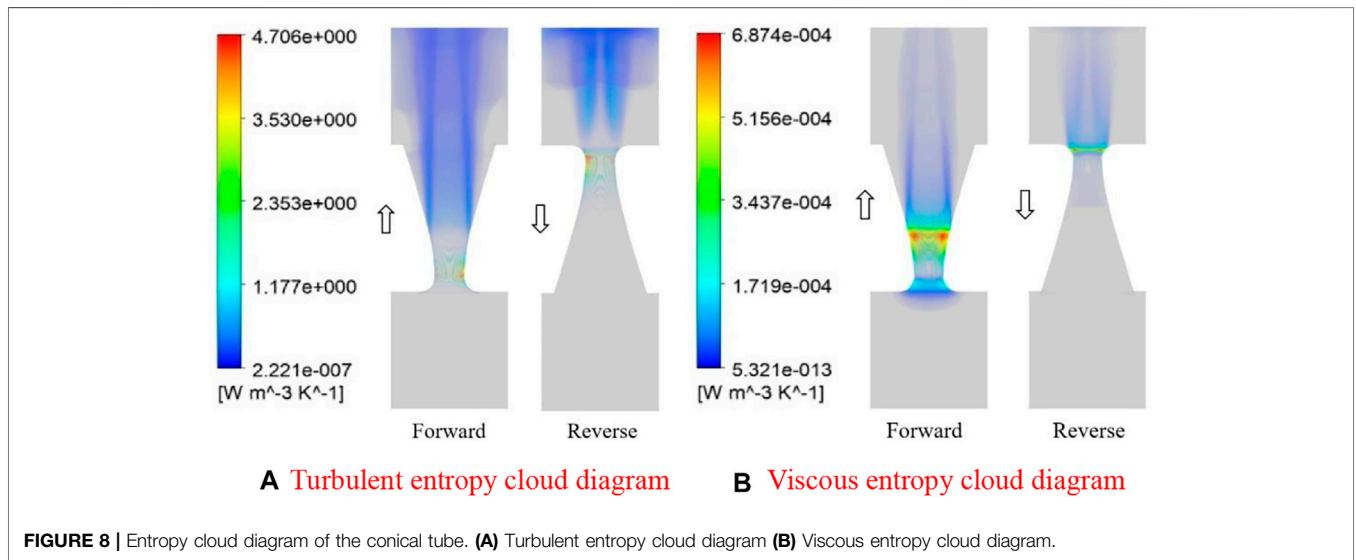 4.706e+000
3.530e+000
2.353e+000
1.177e+000
2.221e-007
[W m^-3 K^-1]
Forward
Reverse
6.874e-004
5.156e-004
3.437e-004
1.719e-004
5.321e-013
[W m^-3 K^-1]
Forward
Reverse
A Turbulent entropy cloud diagram
B Viscous entropy cloud diagram
FIGURE 8 | Entropy cloud diagram of the conical tube. (A) Turbulent entropy cloud diagram (B) Viscous entropy cloud diagram.